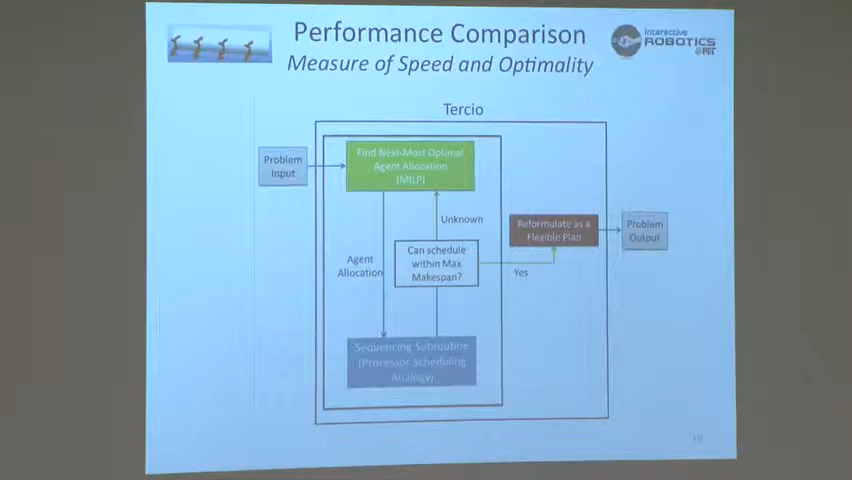 Performance Comparison
Measure of Speed and Optimality
Interactive
ROBOTICS
Tercio
Problem
Input
Find Next-Most Optimal
Agent Allocation
(MILP)
Unknown
Reformulate as a
Flexible Plan
Problem
Output
Agent
Allocation
Can schedule
within Max
Makespan?
Yes
Sequencing Subroutine
(Processor Scheduling
Analogy)